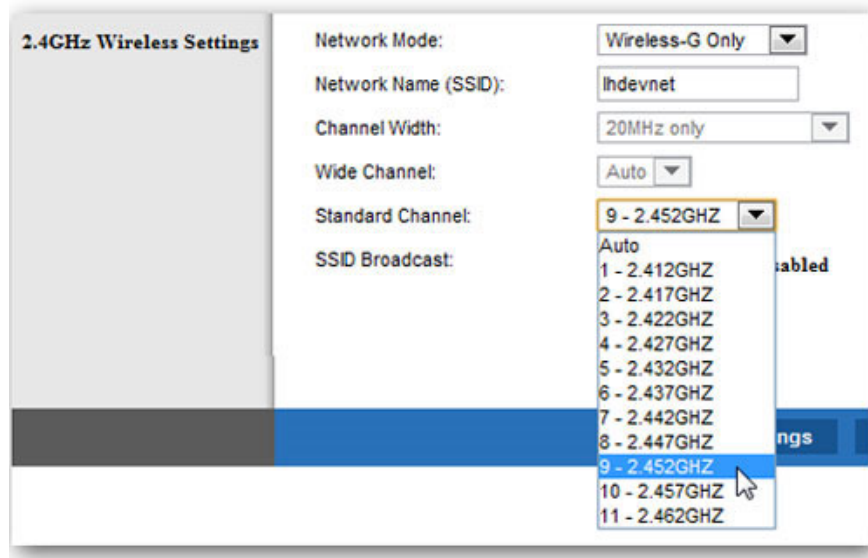 2.4GHz Wireless Settings
Network Mode: Wireless-G Only
Network Name (SSID): lhdevnet
Channel Width: 20MHz only
Wide Channel: Auto
Standard Channel: 9 - 2.452GHZ
SSID Broadcast:
Auto
1 - 2.412GHZ
sabled
2 - 2.417GHZ
3 - 2.422GHZ
4 - 2.427GHZ
5 - 2.432GHZ
6 - 2.437GHZ
7 - 2.442GHZ
8 - 2.447GHZ
ngs
9 - 2.452GHZ
10 - 2.457GHZ
11 - 2.462GHZ